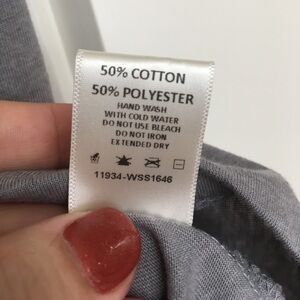 50% COTTON
50% POLYESTER
HAND WASH
WITH COLD WATER
DO NOT USE BLEACH
DO NOT IRON
EXTENDED DRY
11934-WSS1646